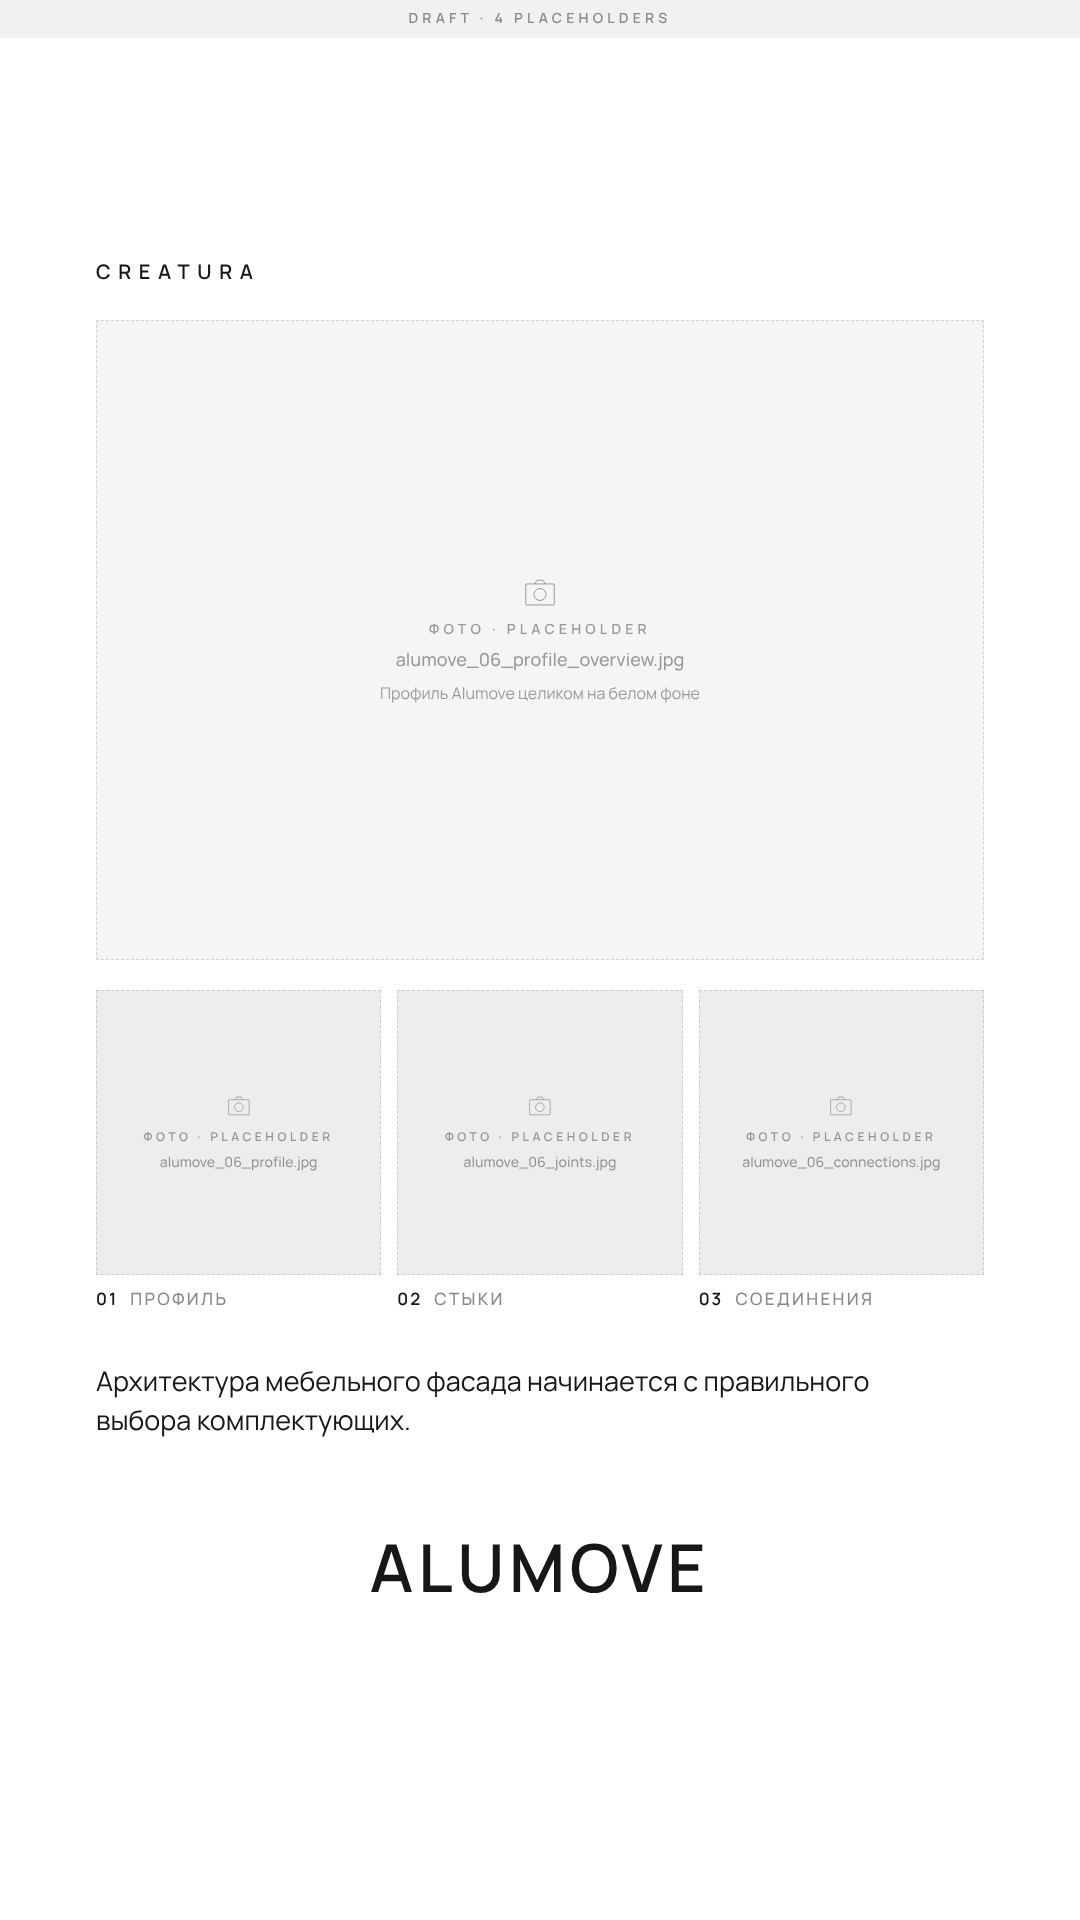 DRAFT · 4 PLACEHOLDERS
CREATURA
ФОТО · PLACEHOLDER
alumove_06_profile_overview.jpg
Профиль Alumove целиком на белом фоне
ФОТО · PLACEHOLDER
alumove_06_profile.jpg
ФОТО · PLACEHOLDER
alumove_06_joints.jpg
ФОТО · PLACEHOLDER
alumove_06_connections.jpg
01 ПРОФИЛЬ
02 СТЫКИ
03 СОЕДИНЕНИЯ
Архитектура мебельного фасада начинается с правильного
выбора комплектующих.
ALUMOVE